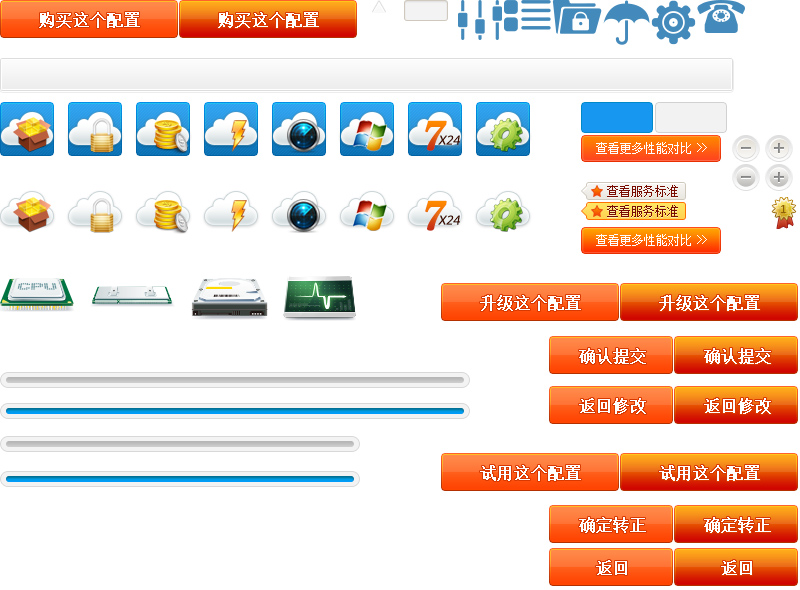 购买这个配置 购买这个配置
7X24
查看更多性能对比 >>
查看服务标准
7X24
查看服务标准
1
查看更多性能对比 >>
CPU
升级这个配置 升级这个配置
确认提交 确认提交
返回修改 返回修改
试用这个配置 试用这个配置
确定转正 确定转正
返回 返回